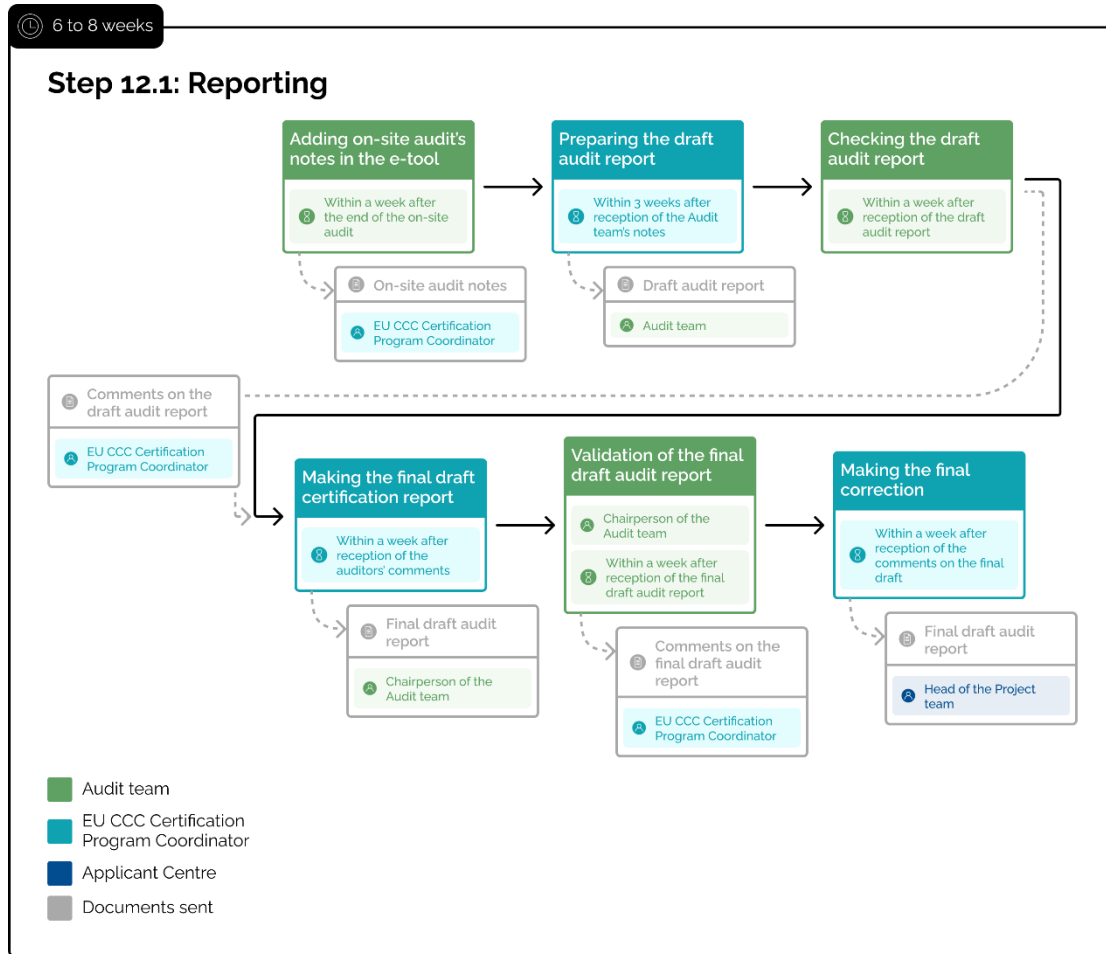 6 to 8 weeks
Step 12.1: Reporting
Adding on-site audit's
notes in the e-tool
Within a week after
the end of the on-site
audit
On-site audit notes
EU CCC Certification
Program Coordinator
Preparing the draft
audit report
Within 3 weeks after
reception of the Audit
team's notes
Draft audit report
Audit team
Checking the draft
audit report
Within a week after
reception of the draft
audit report
Comments on the
draft audit report
EU CCC Certification
Program Coordinator
Making the final draft
certification report
Within a week after
reception of the
auditors' comments
Final draft audit
report
Chairperson of the
Audit team
Validation of the final
draft audit report
Chairperson of the
Audit team
Within a week after
reception of the final
draft audit report
Comments on the
final draft audit
report
EU CCC Certification
Program Coordinator
Making the final
correction
Within a week after
reception of the
comments on the final
draft
Final draft audit
report
Head of the Project
team
Audit team
EU CCC Certification
Program Coordinator
Applicant Centre
Documents sent